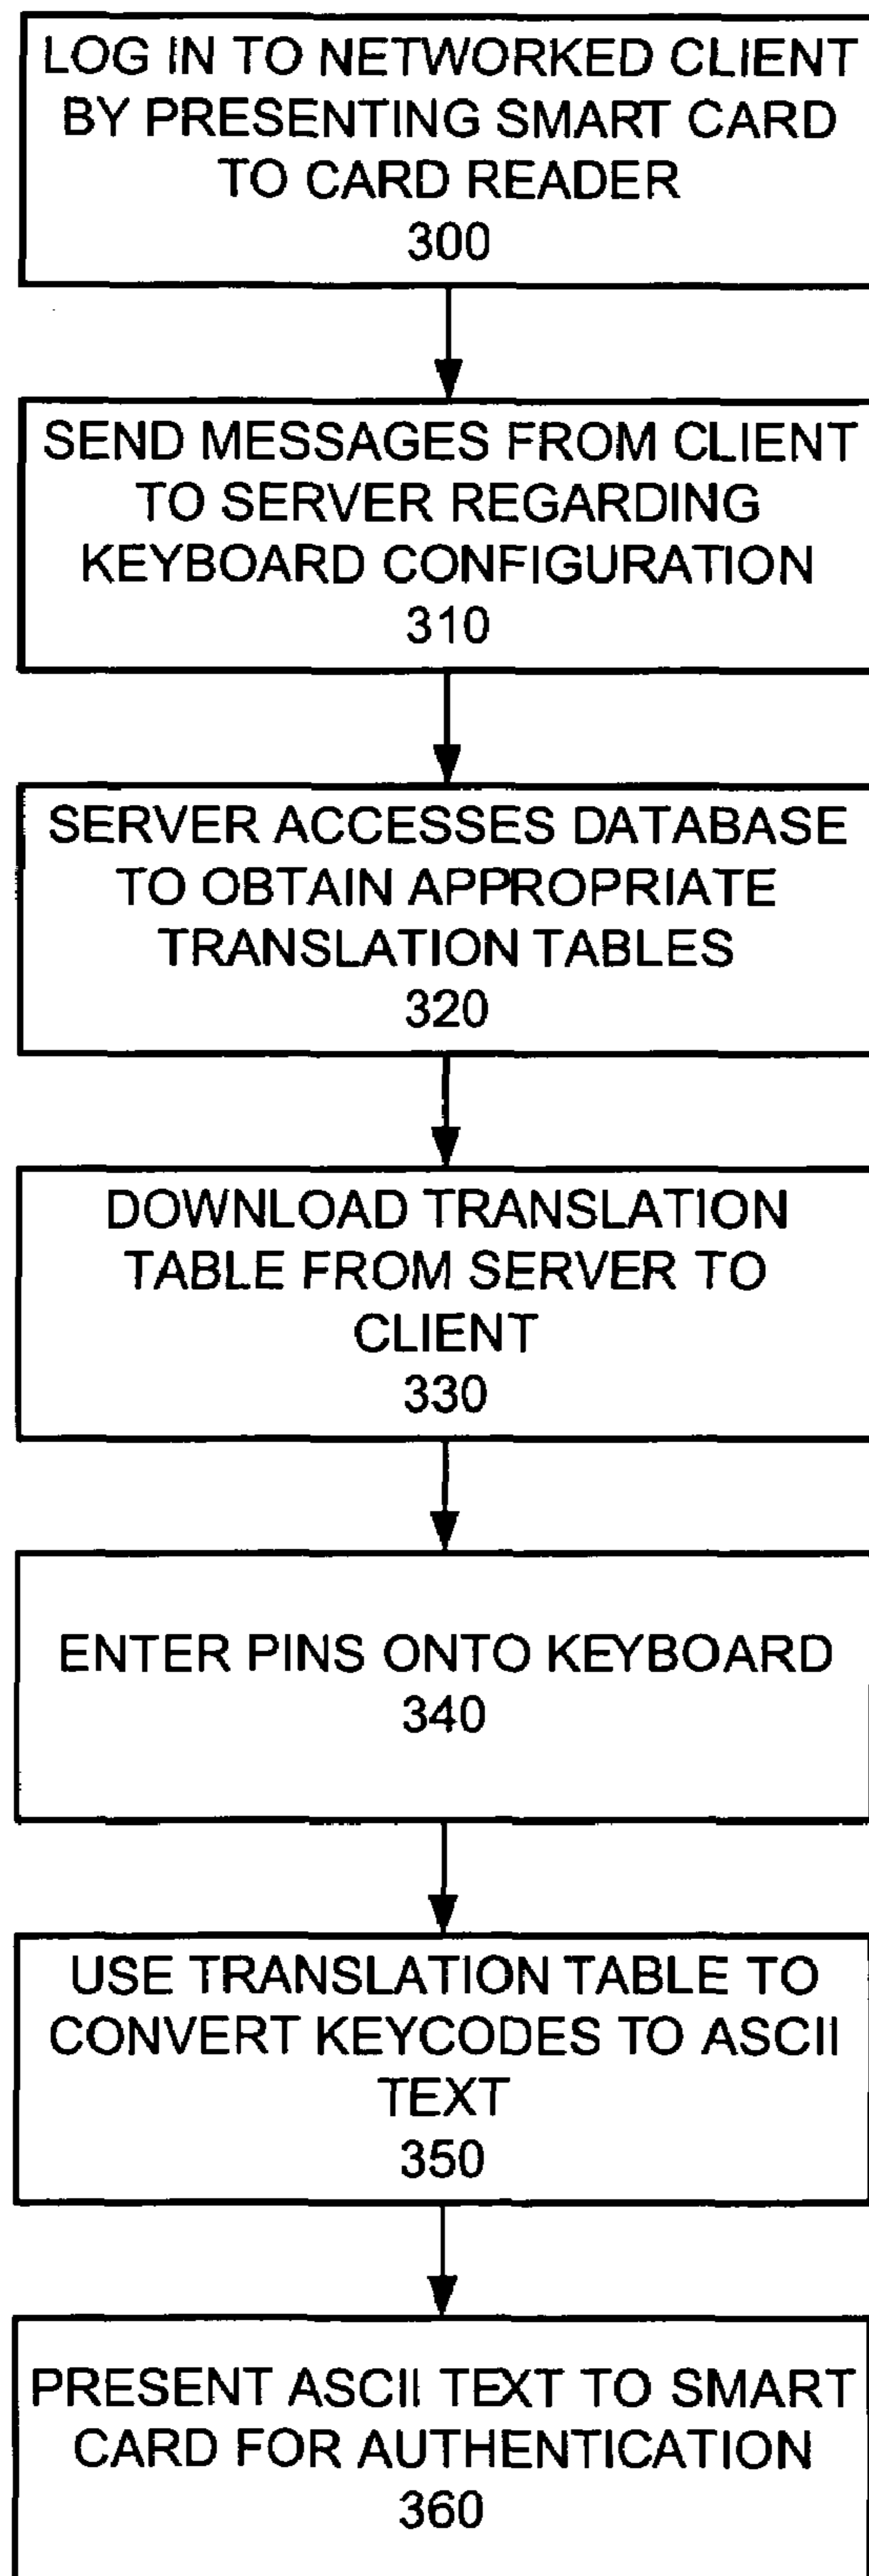 LOG IN TO NETWORKED CLIENT
BY PRESENTING SMART CARD
TO CARD READER
300
SEND MESSAGES FROM CLIENT
TO SERVER REGARDING
KEYBOARD CONFIGURATION
310
SERVER ACCESSES DATABASE
TO OBTAIN APPROPRIATE
TRANSLATION TABLES
320
DOWNLOAD TRANSLATION
TABLE FROM SERVER TO
CLIENT
330
ENTER PINS ONTO KEYBOARD
340
USE TRANSLATION TABLE TO
CONVERT KEYCODES TO ASCII
TEXT
350
PRESENT ASCII TEXT TO SMART
CARD FOR AUTHENTICATION
360